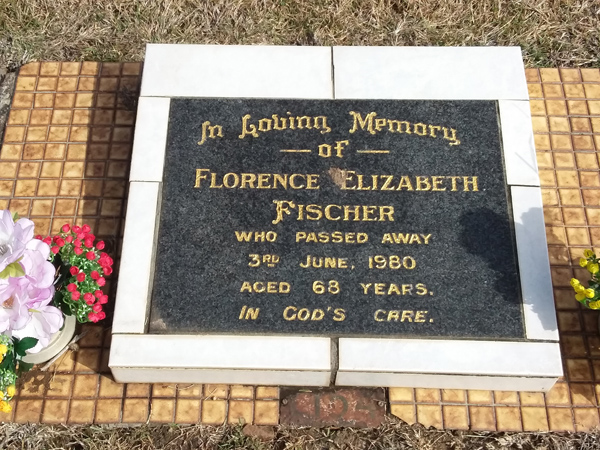 In Loving Memory
of
FLORENCE ELIZABETH
FISCHER
WHO PASSED AWAY
3RD JUNE, 1980
AGED 68 YEARS.
IN GOD'S CARE.